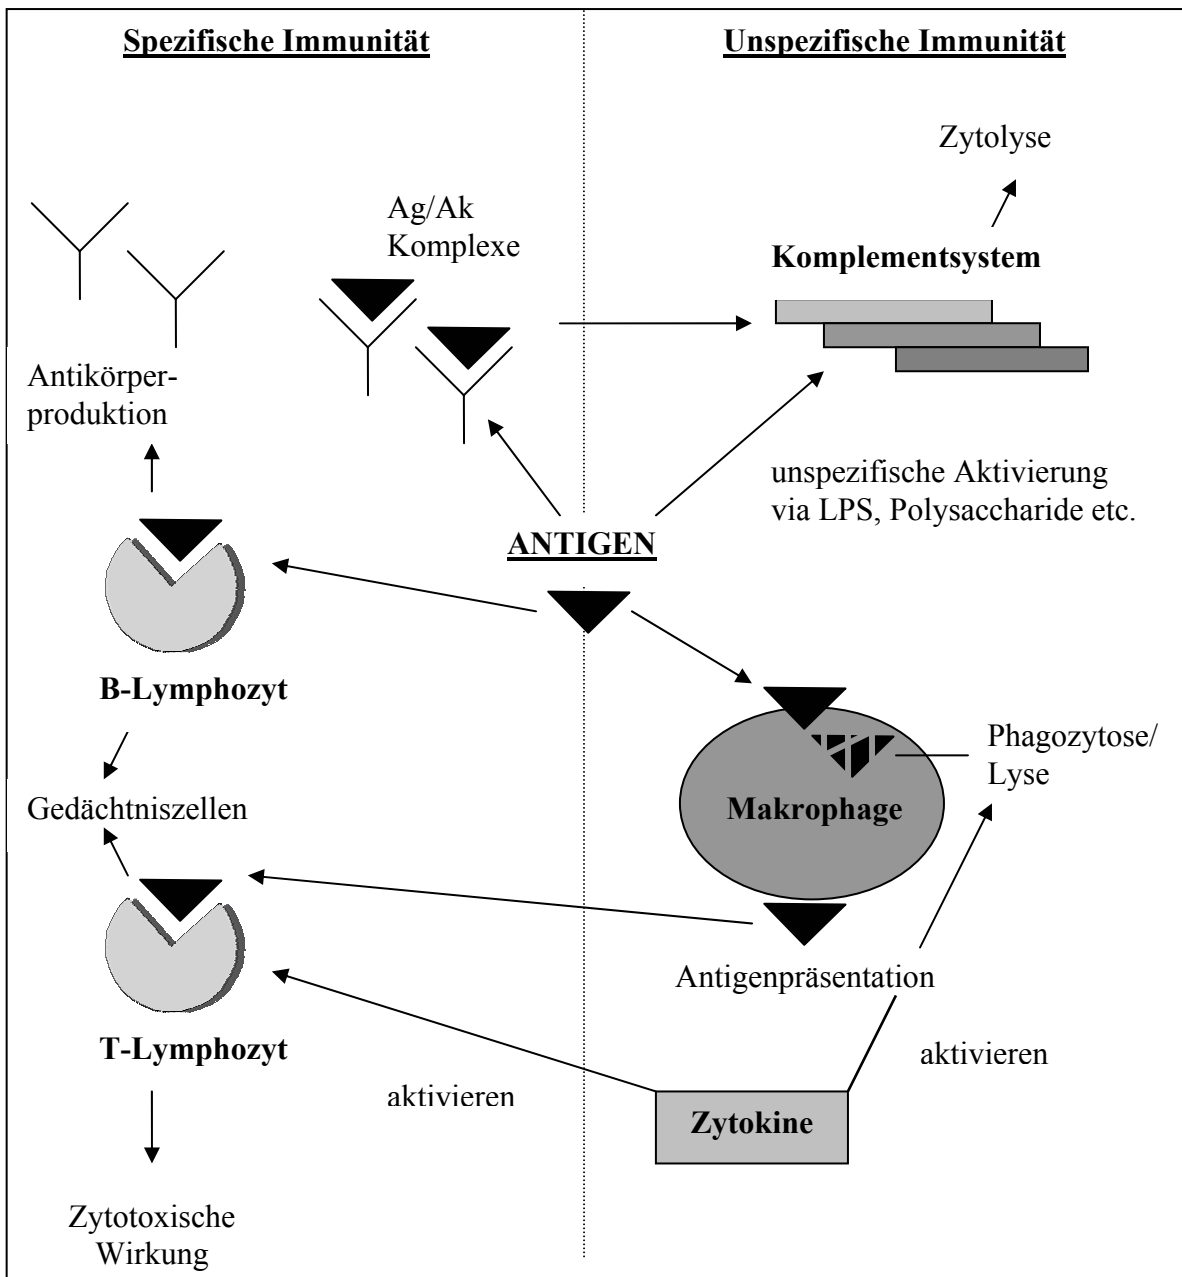 Spezifische Immunität
Unspezifische Immunität
Zytolyse
Ag/Ak
Komplexe
Komplementsystem
Antikörper-
produktion
unspezifische Aktivierung
via LPS, Polysaccharide etc.
ANTIGEN
B-Lymphozyt
Phagozytose/
Lyse
Gedächtniszellen
Makrophage
Antigenpräsentation
T-Lymphozyt
aktivieren
aktivieren
Zytokine
Zytotoxische
Wirkung